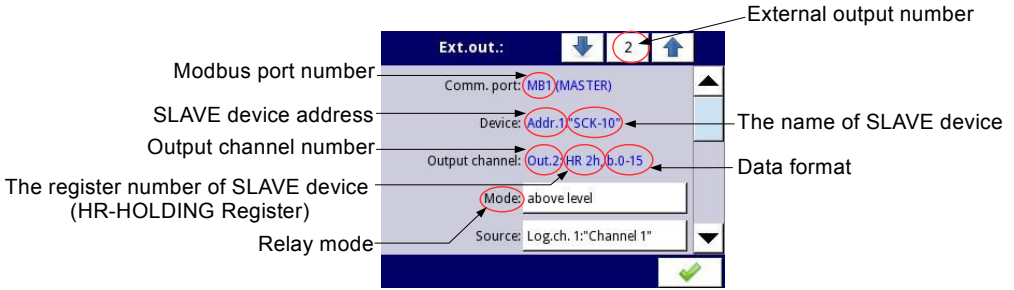 External output number
Ext.out.: 2
Modbus port number
Comm. port: MB1 (MASTER)
SLAVE device address
Device: Addr.1:"SCK-10"
The name of SLAVE device
Output channel number
Output channel: Out.2: HR 2h, b.0-15
Data format
The register number of SLAVE device
(HR-HOLDING Register)
Mode: above level
Relay mode
Source: Log.ch. 1:"Channel 1"